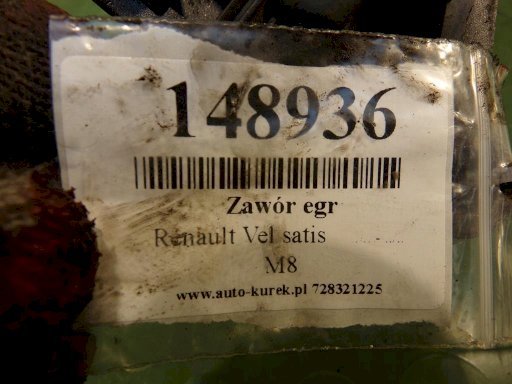 148936
Zawór egr
Renault Vel satis
M8
www.auto-kurek.pl 728321225